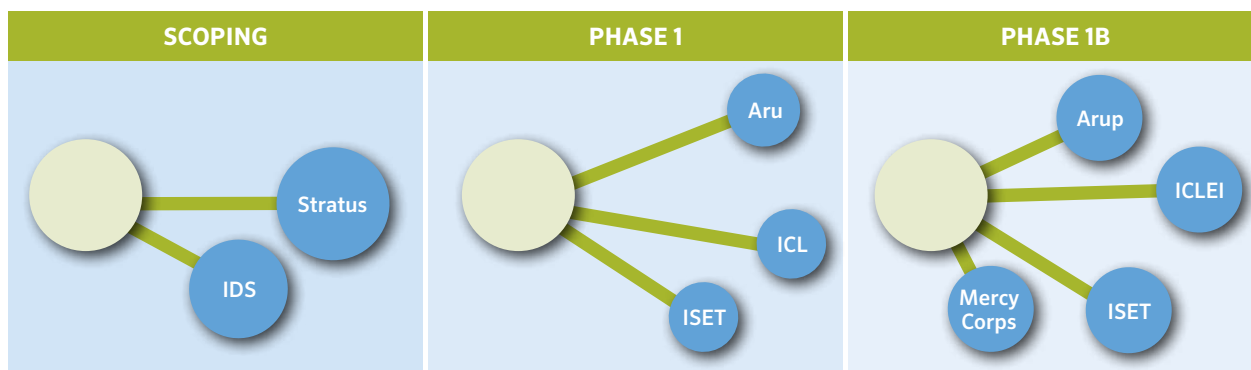 SCOPING
Stratus
IDS
PHASE 1
Aru
ICL
ISET
PHASE 1B
Arup
ICLEI
Mercy
Corps
ISET